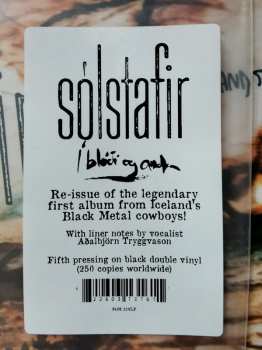 sólstafir
Í blóði og anda
Re-issue of the legendary
first album from Iceland's
Black Metal cowboys!
With liner notes by vocalist
Aðalbjörn Tryggvason
Fifth pressing on black double vinyl
(250 copies worldwide)